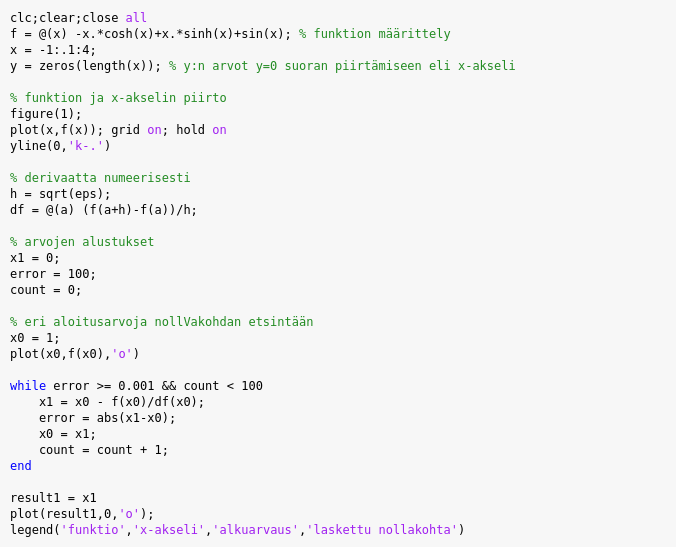 clc;clear;close all
f = @(x) -x.*cosh(x)+x.*sinh(x)+sin(x); % funktion määrittely
x = -1:.1:4;
y = zeros(length(x)); % y:n arvot y=0 suoran piirtämiseen eli x-akseli
% funktion ja x-akselin piirto
figure(1);
plot(x,f(x)); grid on; hold on
yline(0,'k-.')
% derivaatta numeerisesti
h = sqrt(eps);
df = @(a) (f(a+h)-f(a))/h;
% arvojen alustukset
x1 = 0;
error = 100;
count = 0;
% eri aloitusarvoja nollVakohdan etsintään
x0 = 1;
plot(x0,f(x0),'o')
while error >= 0.001 && count < 100
    x1 = x0 - f(x0)/df(x0);
    error = abs(x1-x0);
    x0 = x1;
    count = count + 1;
end
result1 = x1
plot(result1,0,'o');
legend('funktio','x-akseli','alkuarvaus','laskettu nollakohta')